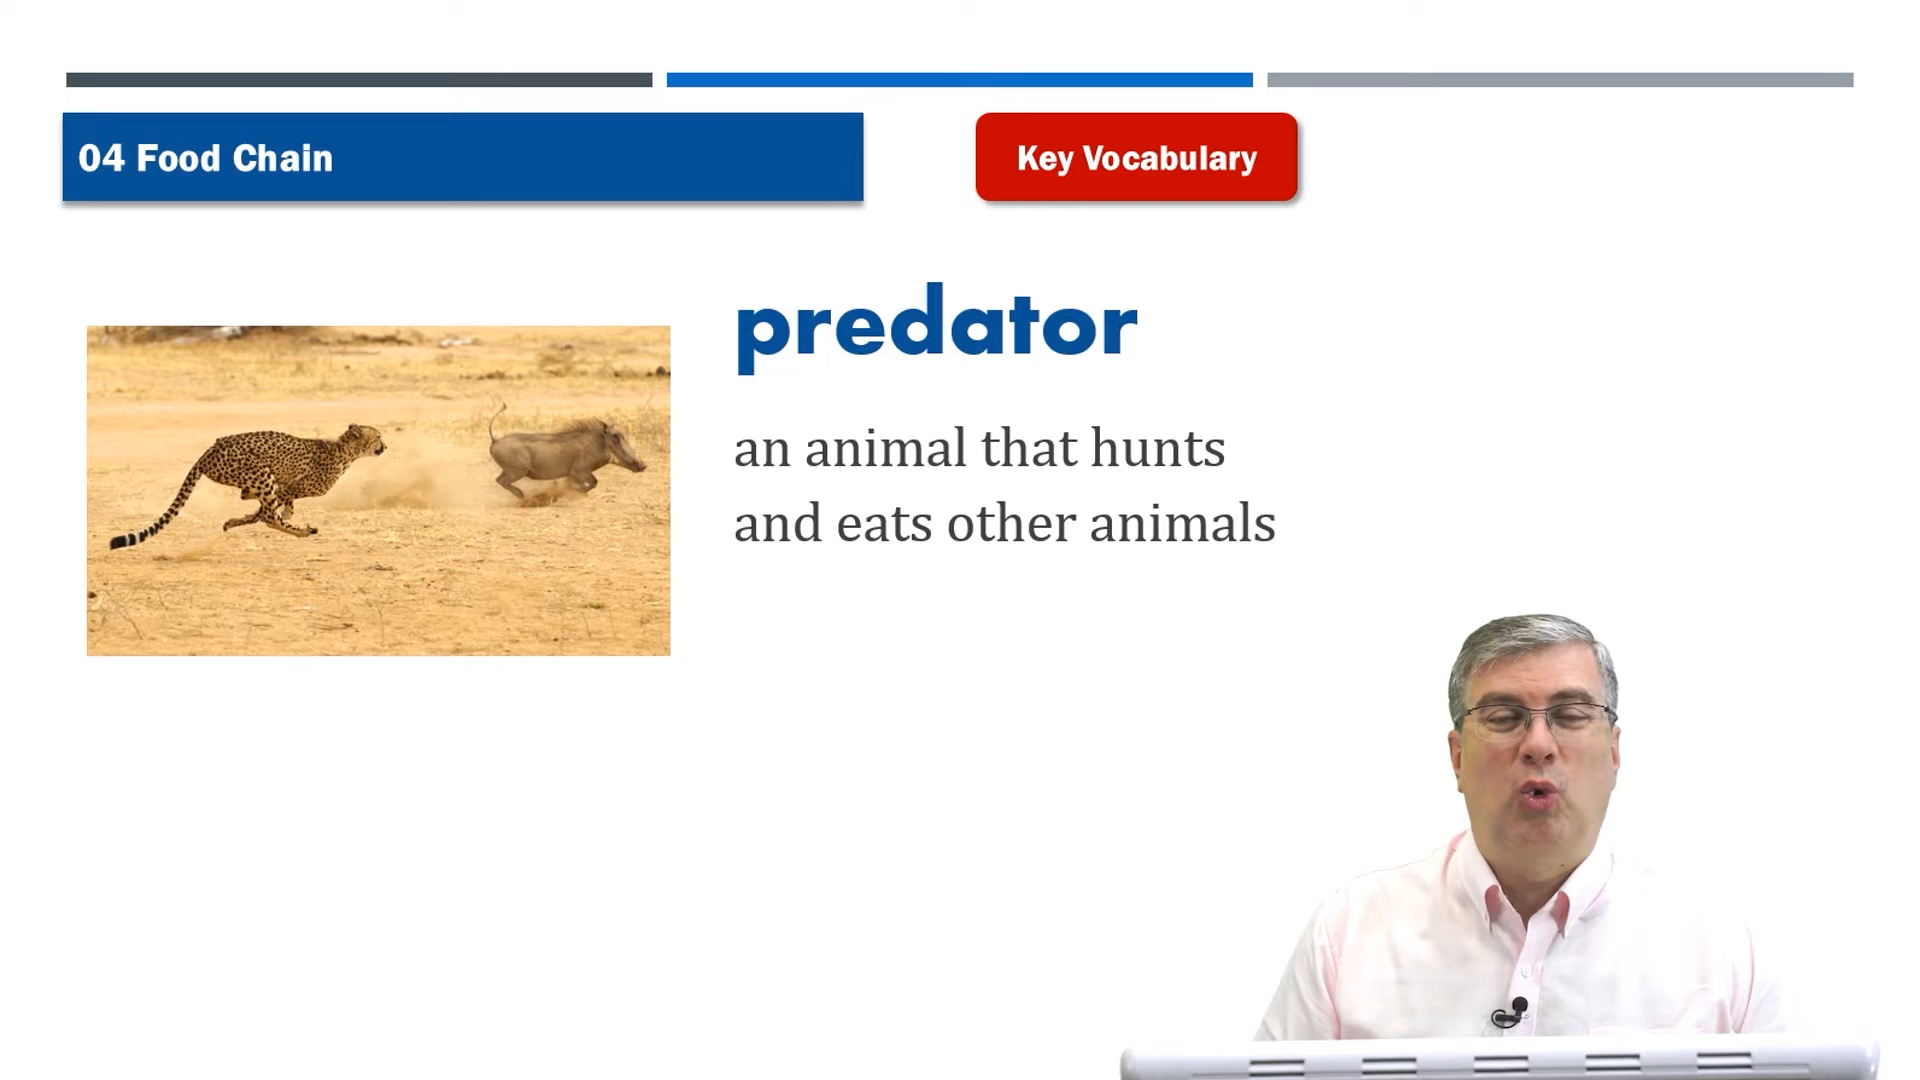 04 Food Chain
Key Vocabulary
predator
an animal that hunts
and eats other animals